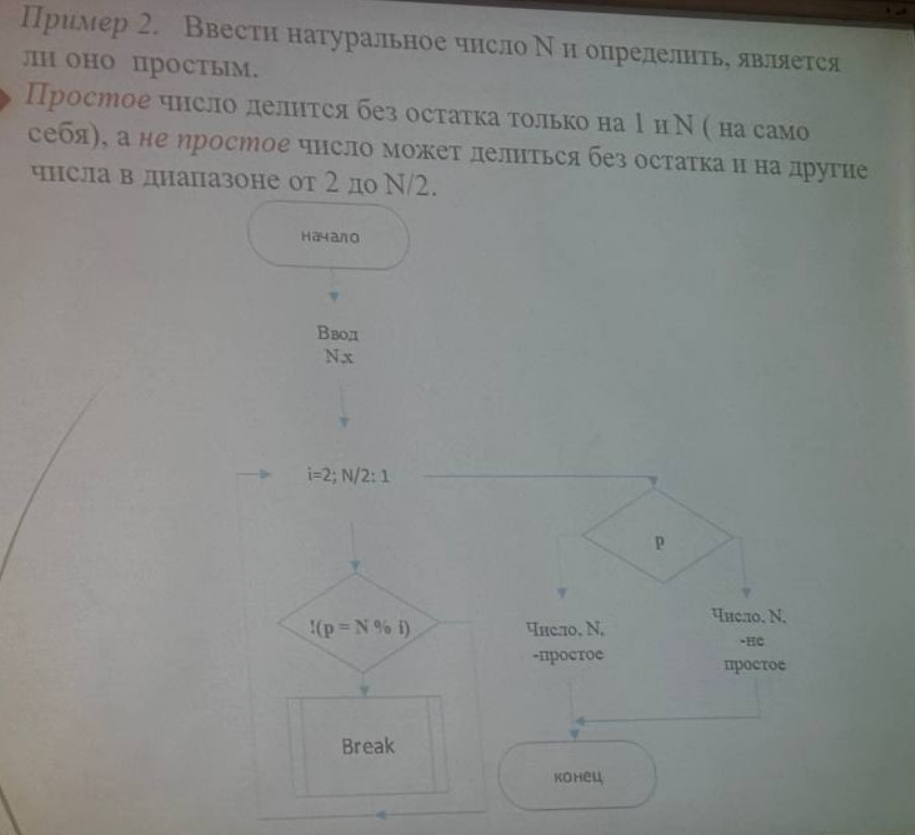 Пример 2. Ввести натуральное число N и определить, является
ли оно простым.
Простое число делится без остатка только на 1 и N ( на само
себя), а не простое число может делиться без остатка и на другие
числа в диапазоне от 2 до N/2.
начало
Ввод
N.x
i=2; N/2: 1
p
!(p = N % i)
Число, N,
-простое
Число, N,
-не
простое
Break
конец